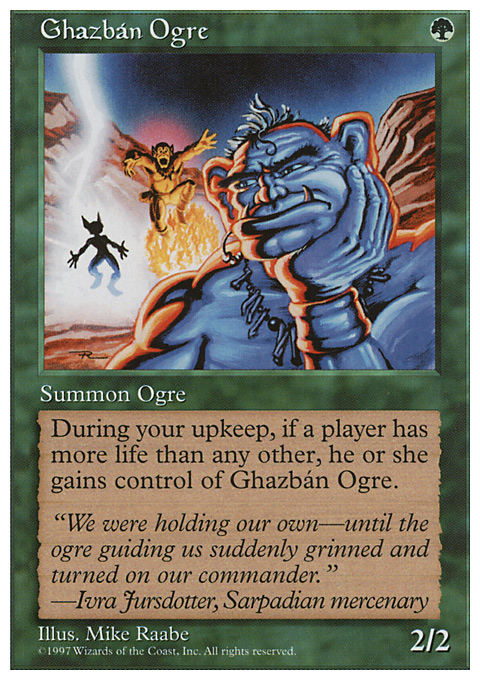 Ghazbán Ogre
Summon Ogre
During your upkeep, if a player has
more life than any other, he or she
gains control of Ghazbán Ogre.
“We were holding our own—until the
ogre guiding us suddenly grinned and
turned on our commander.”
—Ivra Jursdotter, Sarpadian mercenary
Illus. Mike Raabe
©1997 Wizards of the Coast, Inc. All rights reserved.
2/2